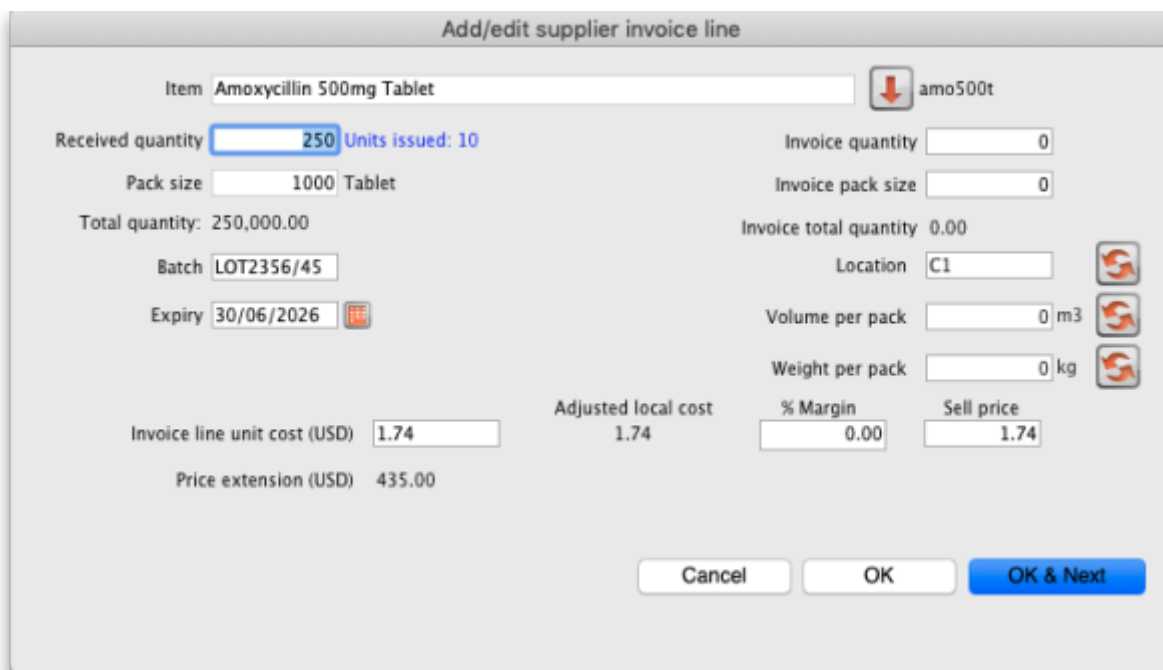 Add/edit supplier invoice line
Item Amoxycillin 500mg Tablet amo500t
Received quantity 250 Units issued: 10 Invoice quantity 0
Pack size 1000 Tablet Invoice pack size 0
Total quantity: 250,000.00 Invoice total quantity 0.00
Batch LOT2356/45 Location C1
Expiry 30/06/2026 Volume per pack 0 m3
Weight per pack 0 kg
Adjusted local cost % Margin Sell price
Invoice line unit cost (USD) 1.74 1.74 0.00 1.74
Price extension (USD) 435.00
Cancel OK OK & Next